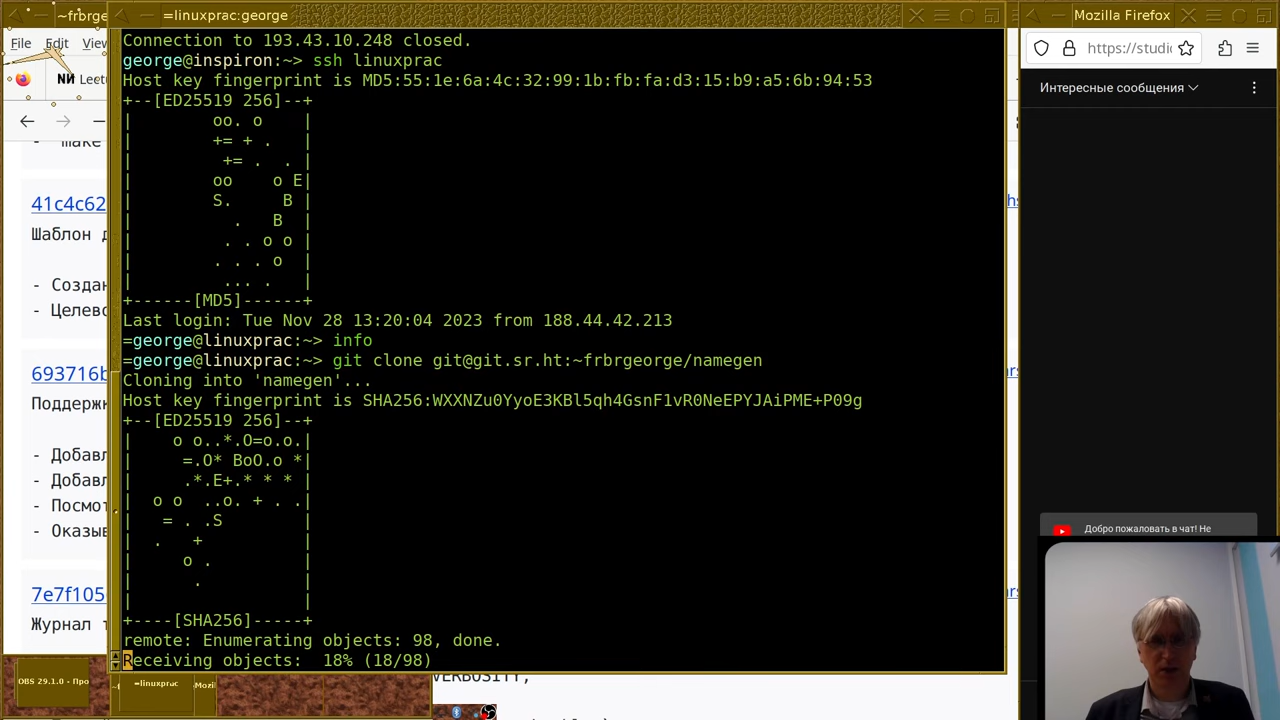 ~frbrge
=linuxprac:george
Mozilla Firefox
File Edit View
Leetu
https://studi
Интересные сообщения
- make
41c4c62
Шаблон д
- Создан
- Целево
693716b
Поддержк
- Добавл
- Добавл
- Посмот
- Оказыв
7e7f105
Журнал т
Connection to 193.43.10.248 closed.
george@inspiron:~> ssh linuxprac
Host key fingerprint is MD5:55:1e:6a:4c:32:99:1b:fb:fa:d3:15:b9:a5:6b:94:53
+--[ED25519 256]--+
|        oo. o    |
|        += + .   |
|         += .  . |
|        oo    o E|
|        S.     B |
|          .   B  |
|         . . o o |
|        . . . o  |
|         ... .   |
+------[MD5]------+
Last login: Tue Nov 28 13:20:04 2023 from 188.44.42.213
=george@linuxprac:~> info
=george@linuxprac:~> git clone git@git.sr.ht:~frbrgeorge/namegen
Cloning into 'namegen'...
Host key fingerprint is SHA256:WXXNZu0YyoE3KBl5qh4GsnF1vR0NeEPYJAiPME+P09g
+--[ED25519 256]--+
|    o o..*.O=o.o.|
|     =.O* BoO.o *|
|     .*.E+.* * * |
|  o o  ..o. + . .|
|   = . .S        |
|  .   +          |
|     o .         |
|      .          |
|                 |
+----[SHA256]-----+
remote: Enumerating objects: 98, done.
Receiving objects:  18% (18/98)
Добро пожаловать в чат! Не
OBS 29.1.0 - Про
=linuxprac
Mozil
VERBOSITY,